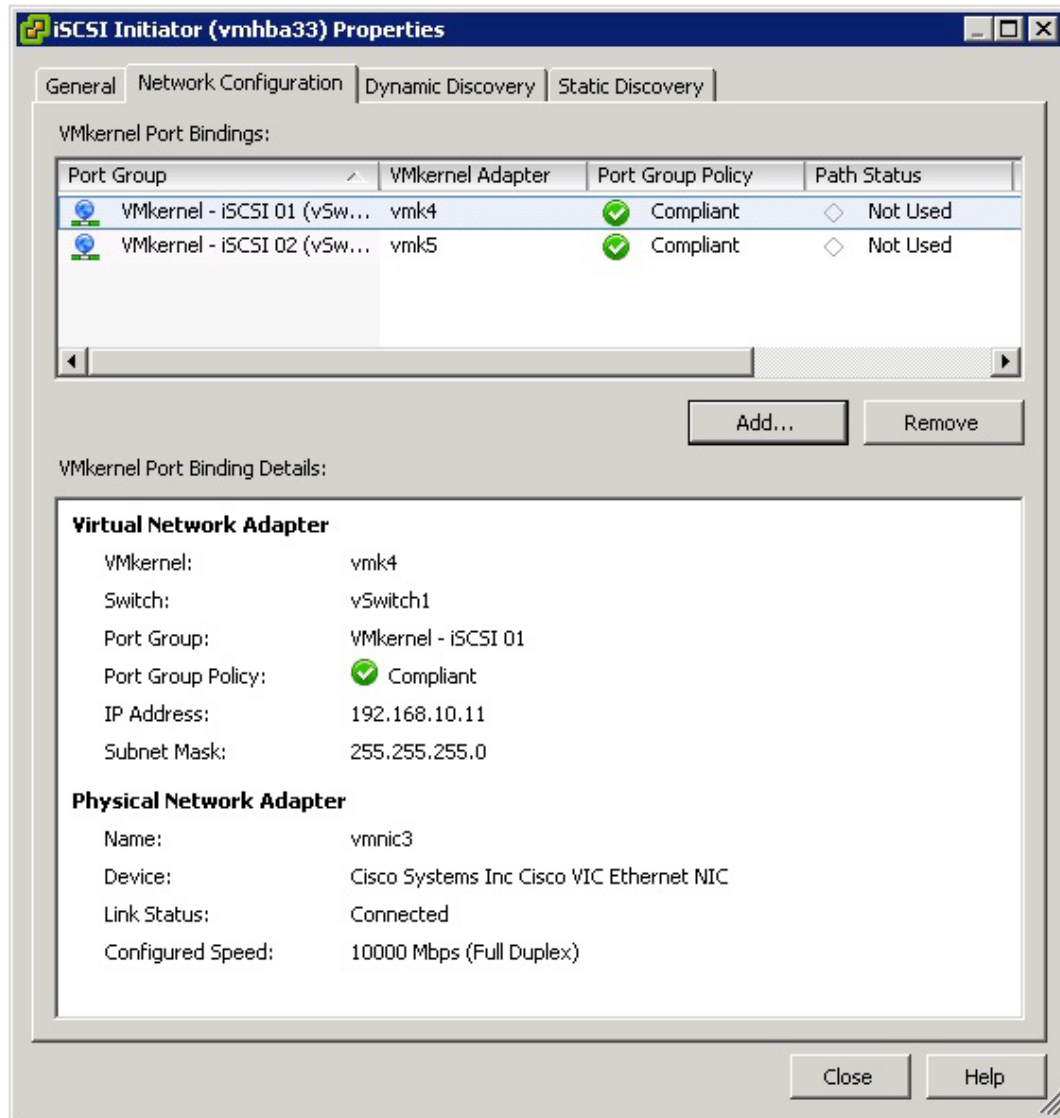 iSCSI Initiator (vmhba33) Properties
General Network Configuration Dynamic Discovery Static Discovery
VMkernel Port Bindings:
Port Group VMkernel Adapter Port Group Policy Path Status
VMkernel - iSCSI 01 (vSw... vmk4 Compliant Not Used
VMkernel - iSCSI 02 (vSw... vmk5 Compliant Not Used
Add... Remove
VMkernel Port Binding Details:
Virtual Network Adapter
VMkernel: vmk4
Switch: vSwitch1
Port Group: VMkernel - iSCSI 01
Port Group Policy: Compliant
IP Address: 192.168.10.11
Subnet Mask: 255.255.255.0
Physical Network Adapter
Name: vmnic3
Device: Cisco Systems Inc Cisco VIC Ethernet NIC
Link Status: Connected
Configured Speed: 10000 Mbps (Full Duplex)
Close Help